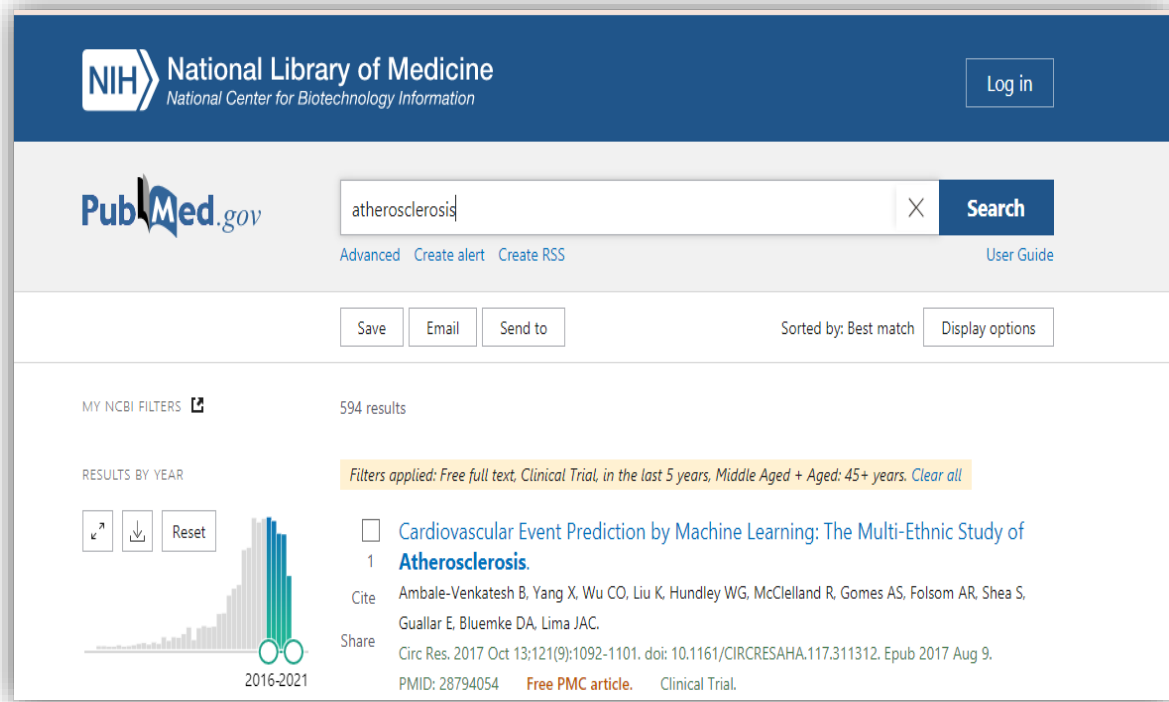 NIH National Library of Medicine
National Center for Biotechnology Information
Log in
PubMed.gov
atherosclerosis
Search
Advanced Create alert Create RSS
User Guide
Save Email Send to
Sorted by: Best match Display options
MY NCBI FILTERS
594 results
RESULTS BY YEAR
Reset
2016-2021
Filters applied: Free full text, Clinical Trial, in the last 5 years, Middle Aged + Aged: 45+ years. Clear all
Cardiovascular Event Prediction by Machine Learning: The Multi-Ethnic Study of
Atherosclerosis.
1
Cite
Share
Ambale-Venkatesh B, Yang X, Wu CO, Liu K, Hundley WG, McClelland R, Gomes AS, Folsom AR, Shea S,
Guallar E, Bluemke DA, Lima JAC.
Circ Res. 2017 Oct 13;121(9):1092-1101. doi: 10.1161/CIRCRESAHA.117.311312. Epub 2017 Aug 9.
PMID: 28794054 Free PMC article. Clinical Trial.